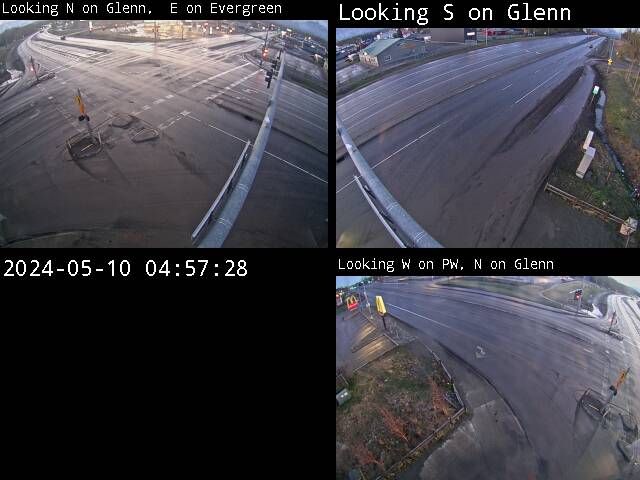 Looking N on Glenn,  E on Evergreen
Looking S on Glenn
2024-05-10 04:57:28
Looking W on PW, N on Glenn